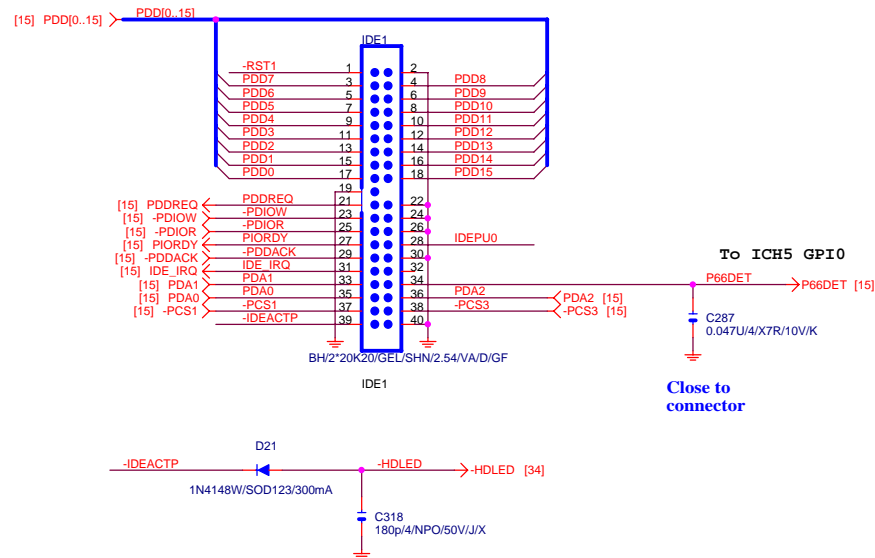 [15] PDD[0..15] PDD[0..15]
IDE1
-RST1 1 2
PDD7 3 4 PDD8
PDD6 5 6 PDD9
PDD5 7 8 PDD10
PDD4 9 10 PDD11
PDD3 11 12 PDD12
PDD2 13 14 PDD13
PDD1 15 16 PDD14
PDD0 17 18 PDD15
19
[15] PDDREQ PDDREQ 21 22
[15] -PDIOW -PDIOW 23 24
[15] -PDIOR -PDIOR 25 26
[15] PIORDY PIORDY 27 28 IDEPU0
[15] -PDDACK -PDDACK 29 30
[15] IDE_IRQ IDE_IRQ 31 32
[15] PDA1 PDA1 33 34
[15] PDA0 PDA0 35 36 PDA2 PDA2 [15]
[15] -PCS1 -PCS1 37 38 -PCS3 -PCS3 [15]
-IDEACTP 39 40
BH/2*20K20/GEL/SHN/2.54/VA/D/GF
IDE1
To ICH5 GPI0
P66DET P66DET [15]
C287
0.047U/4/X7R/10V/K
Close to
connector
D21
-IDEACTP -HDLED -HDLED [34]
1N4148W/SOD123/300mA
C318
180p/4/NPO/50V/J/X